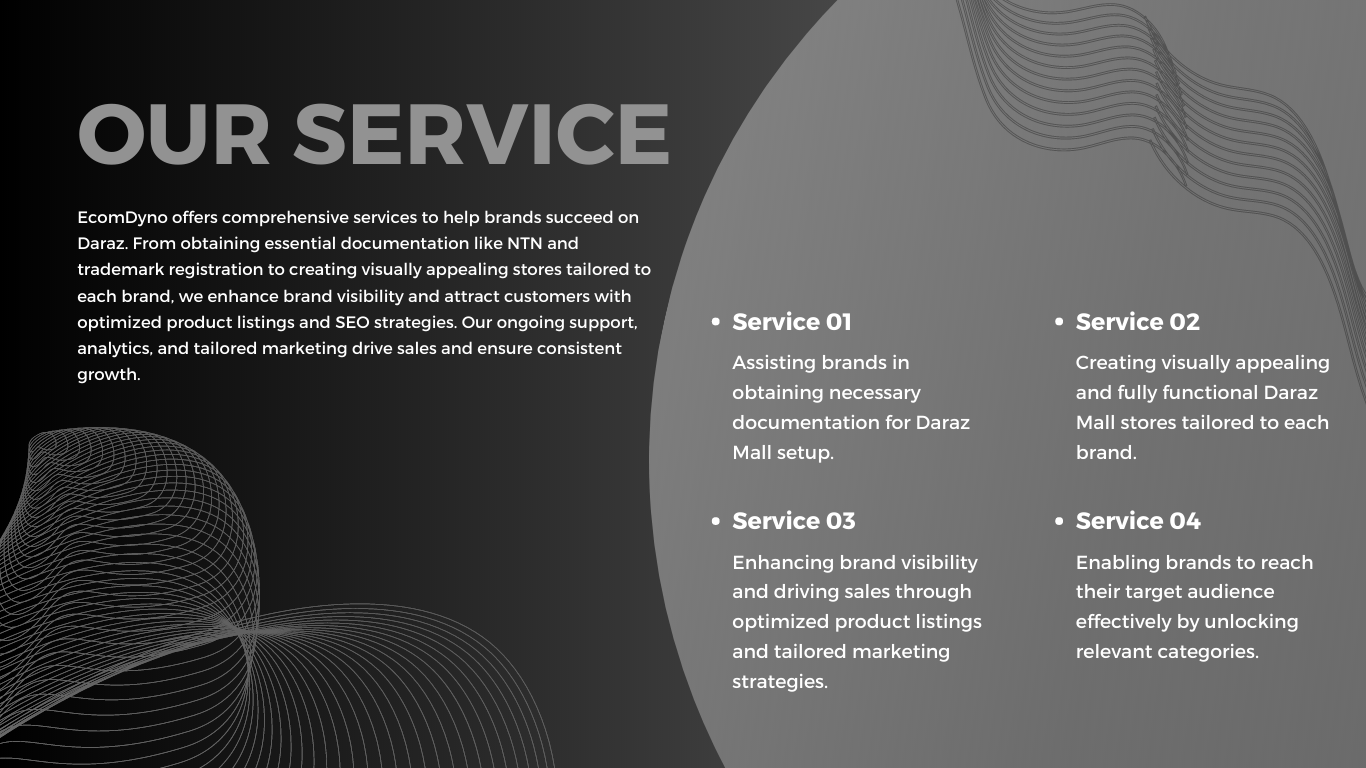 OUR SERVICE
EcomDyno offers comprehensive services to help brands succeed on
Daraz. From obtaining essential documentation like NTN and
trademark registration to creating visually appealing stores tailored to
each brand, we enhance brand visibility and attract customers with
optimized product listings and SEO strategies. Our ongoing support,
analytics, and tailored marketing drive sales and ensure consistent
growth.
• Service 01
Assisting brands in
obtaining necessary
documentation for Daraz
Mall setup.
• Service 02
Creating visually appealing
and fully functional Daraz
Mall stores tailored to each
brand.
• Service 03
Enhancing brand visibility
and driving sales through
optimized product listings
and tailored marketing
strategies.
• Service 04
Enabling brands to reach
their target audience
effectively by unlocking
relevant categories.